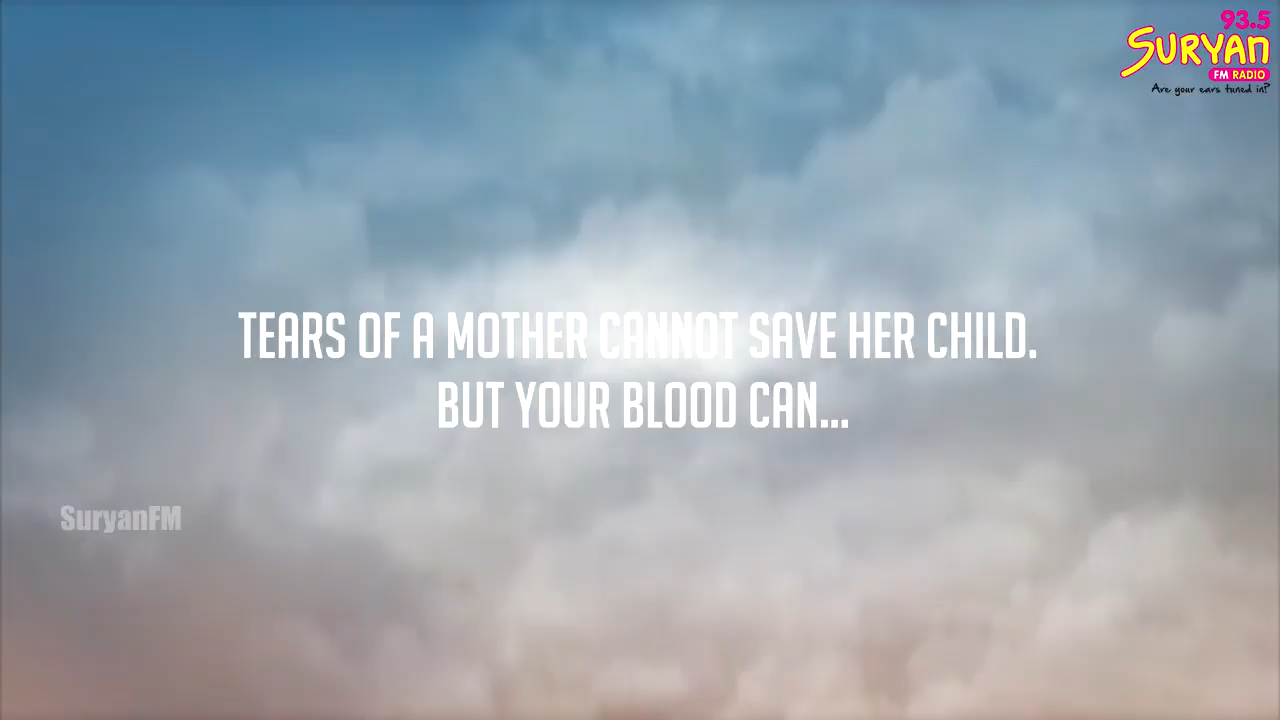 93.5
SURYAN
FM RADIO
Are your ears tuned in?
TEARS OF A MOTHER CANNOT SAVE HER CHILD.
BUT YOUR BLOOD CAN...
SuryanFM